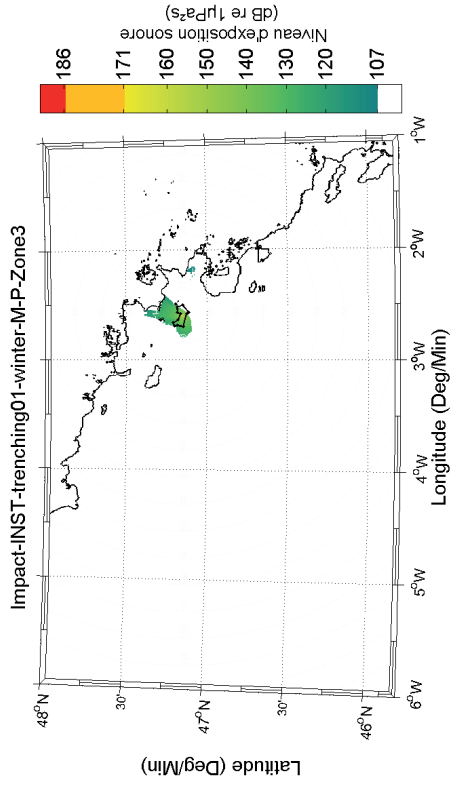 Impact-INST-trenching01-winter-M-P-Zone3
48°N
30'
47°N
30'
46°N
6°W
5°W
4°W
3°W
2°W
1°W
Latitude (Deg/Min)
Longitude (Deg/Min)
186
171
160
150
140
130
120
107
Niveau d'exposition sonore
(dB re 1µPa²s)